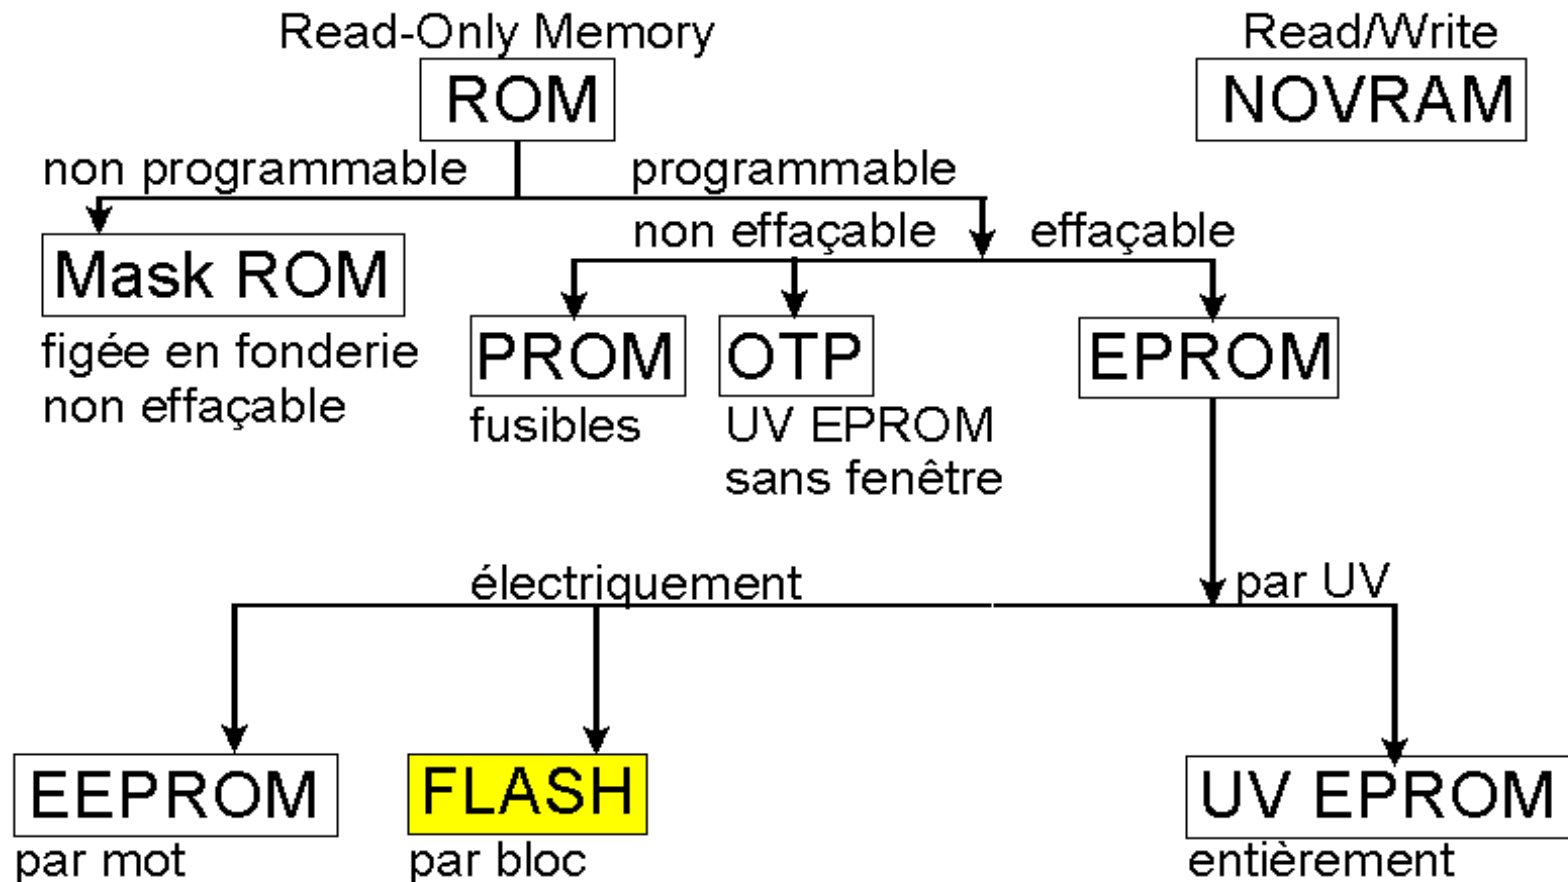 Read-Only Memory
Read/Write
ROM
NOVRAM
non programmable
programmable
non effaçable
effaçable
Mask ROM
figée en fonderie
non effaçable
PROM
fusibles
OTP
UV EPROM
sans fenêtre
EPROM
électriquement
par UV
EEPROM
par mot
FLASH
par bloc
UV EPROM
entièrement